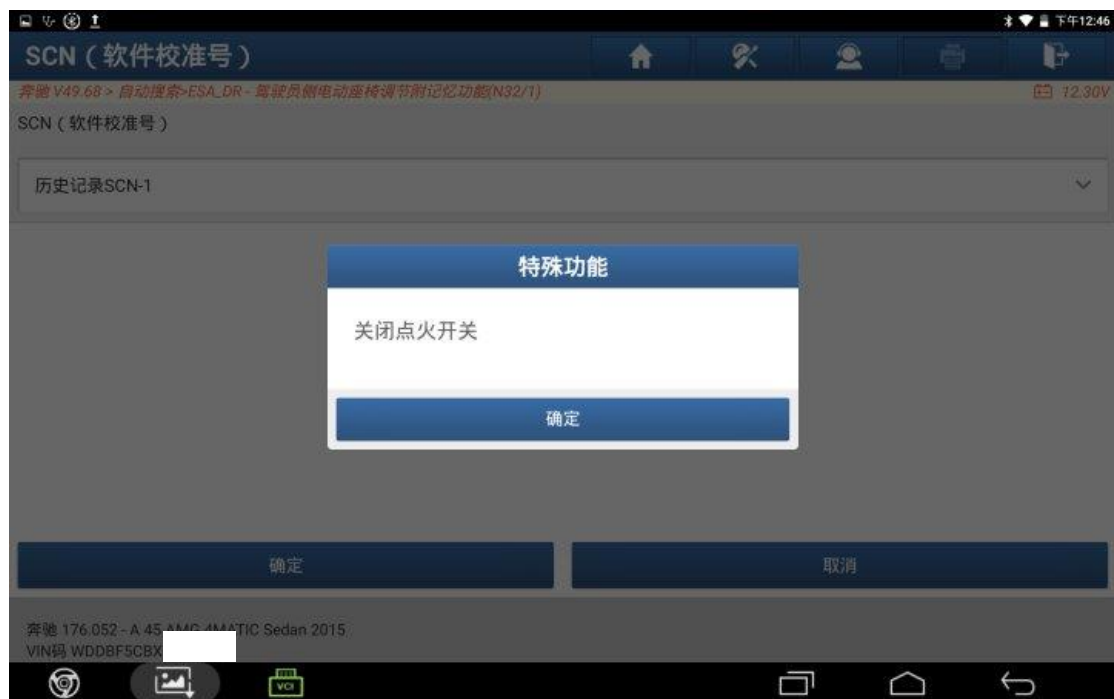 下午12:46
SCN（软件校准号）
奔驰 V49.68 > 自动搜索>ESA_DR - 驾驶员侧电动座椅调节附记忆功能(N32/1)
12.30V
SCN（软件校准号）
历史记录SCN-1
特殊功能
关闭点火开关
确定
确定
取消
奔驰 176.052 - A 45 AMG 4MATIC Sedan 2015
VIN码 WDDBF5CBX
VCI